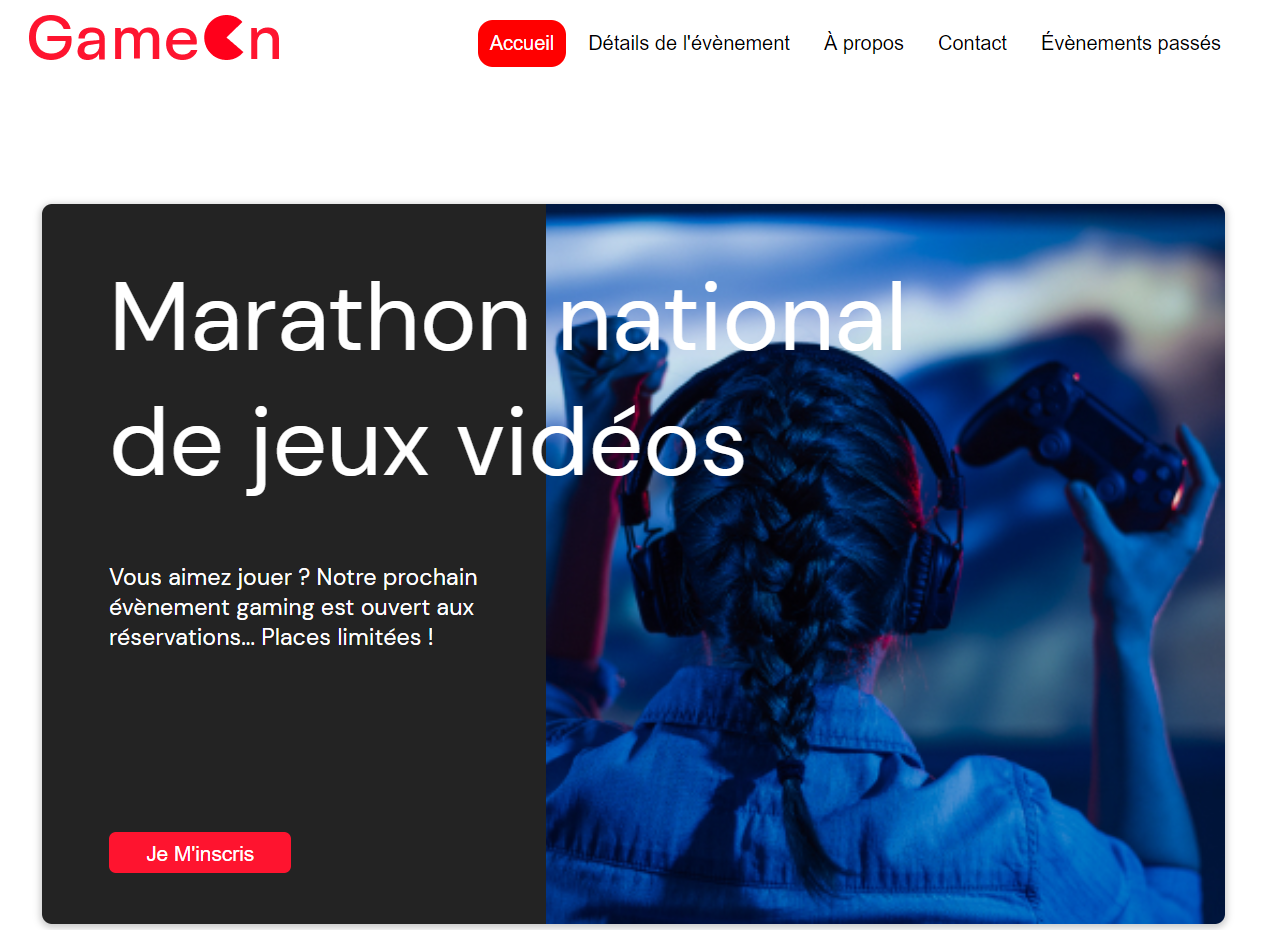 GameOn
Accueil Détails de l'évènement À propos Contact Évènements passés
Marathon national
de jeux vidéos
Vous aimez jouer ? Notre prochain
évènement gaming est ouvert aux
réservations... Places limitées !
Je M'inscris